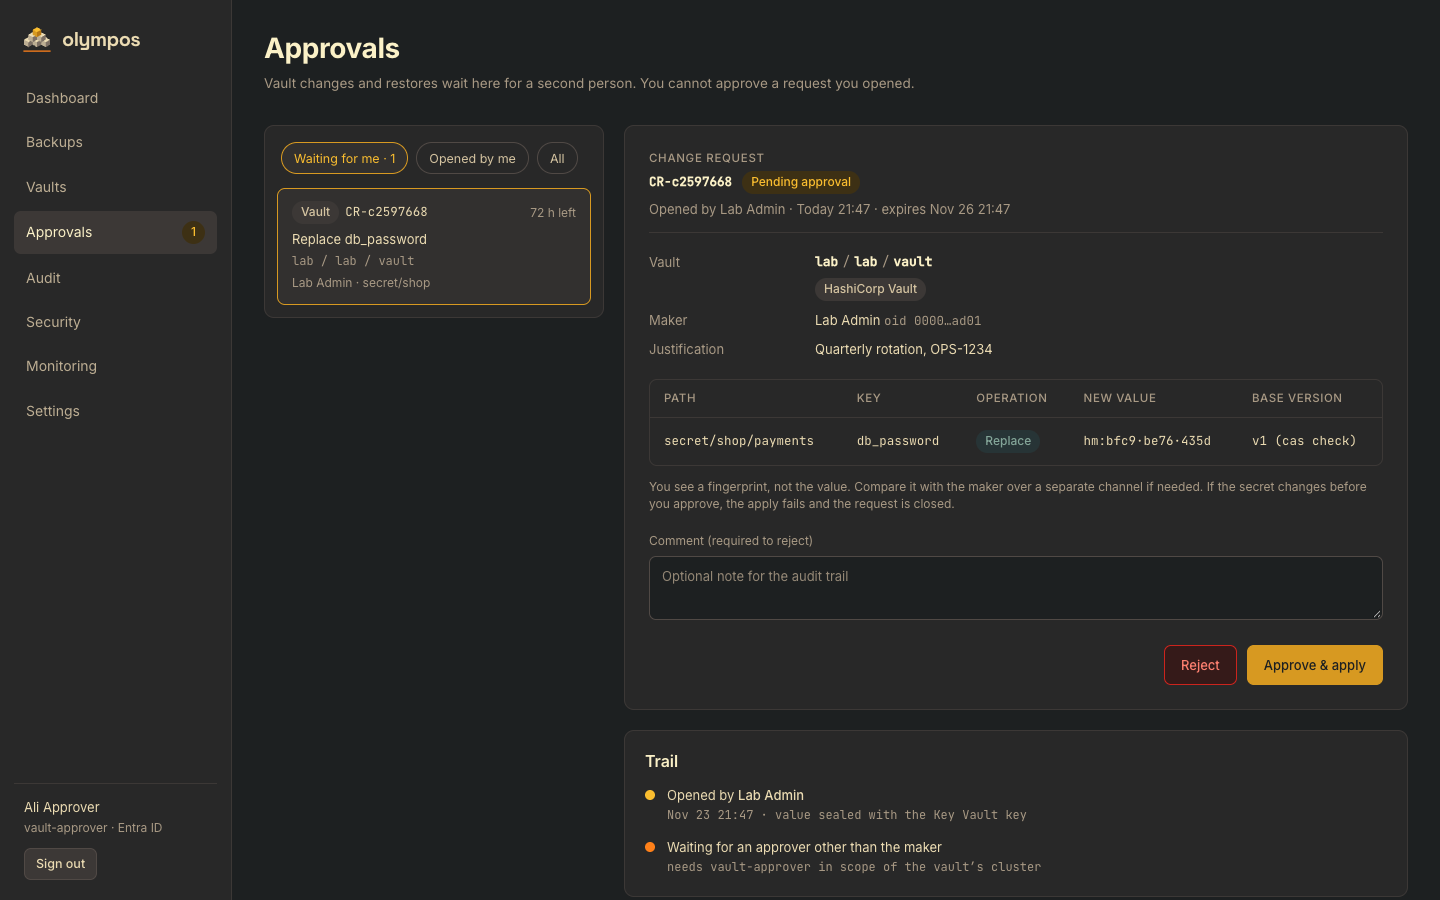 olympos
Dashboard
Backups
Vaults
Approvals 1
Audit
Security
Monitoring
Settings
Ali Approver
vault-approver · Entra ID
Sign out
Approvals
Vault changes and restores wait here for a second person. You cannot approve a request you opened.
Waiting for me · 1 Opened by me All
Vault CR-c2597668 72 h left
Replace db_password
lab / lab / vault
Lab Admin · secret/shop
CHANGE REQUEST
CR-c2597668 Pending approval
Opened by Lab Admin · Today 21:47 · expires Nov 26 21:47
Vault lab / lab / vault
HashiCorp Vault
Maker Lab Admin oid 0000…ad01
Justification Quarterly rotation, OPS-1234
PATH KEY OPERATION NEW VALUE BASE VERSION
secret/shop/payments db_password Replace hm:bfc9·be76·435d v1 (cas check)
You see a fingerprint, not the value. Compare it with the maker over a separate channel if needed. If the secret changes before
you approve, the apply fails and the request is closed.
Comment (required to reject)
Optional note for the audit trail
Reject Approve & apply
Trail
Opened by Lab Admin
Nov 23 21:47 · value sealed with the Key Vault key
Waiting for an approver other than the maker
needs vault-approver in scope of the vault’s cluster